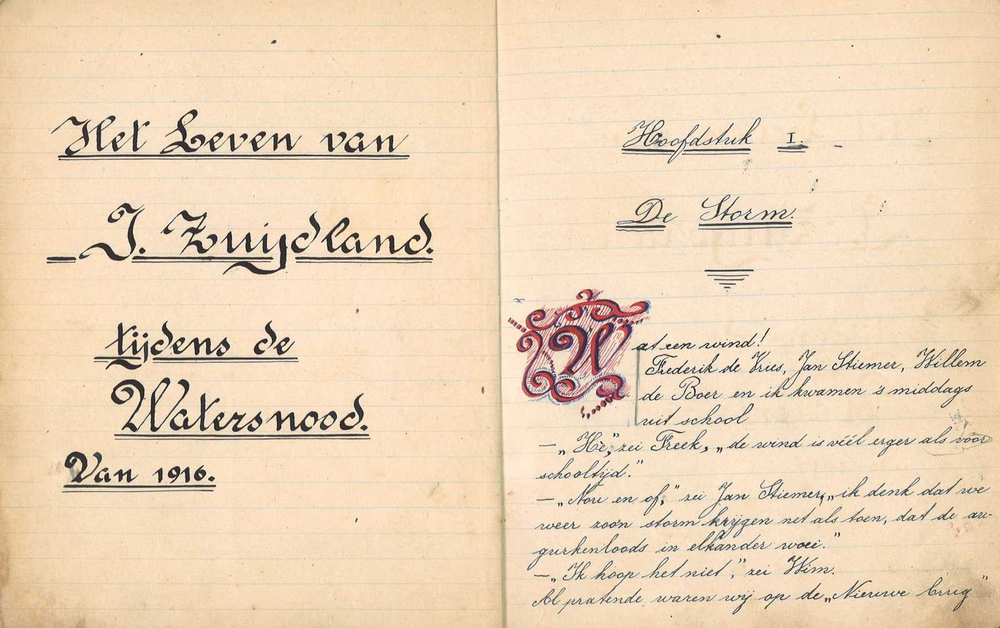 Het Leven van
J. Zuijdland.
tijdens de
Watersnood.
Van 1916.
Hoofdstuk I.
De Storm.
Wat een wind!
Frederik de Vries, Jan Stiemer, Willem
de Boer en ik kwamen 's middags
uit school
— „Hè," zei Freek, „de wind is véél erger als voor
schooltijd."
— „Nou en of," zei Jan Stiemer, „ik denk dat we
weer zoo'n storm krijgen net als toen, dat de au-
gurkenloods in elkander woei."
— „Ik hoop het niet", zei Wim.
Al pratende waren wij op de „Nieuwe brug"